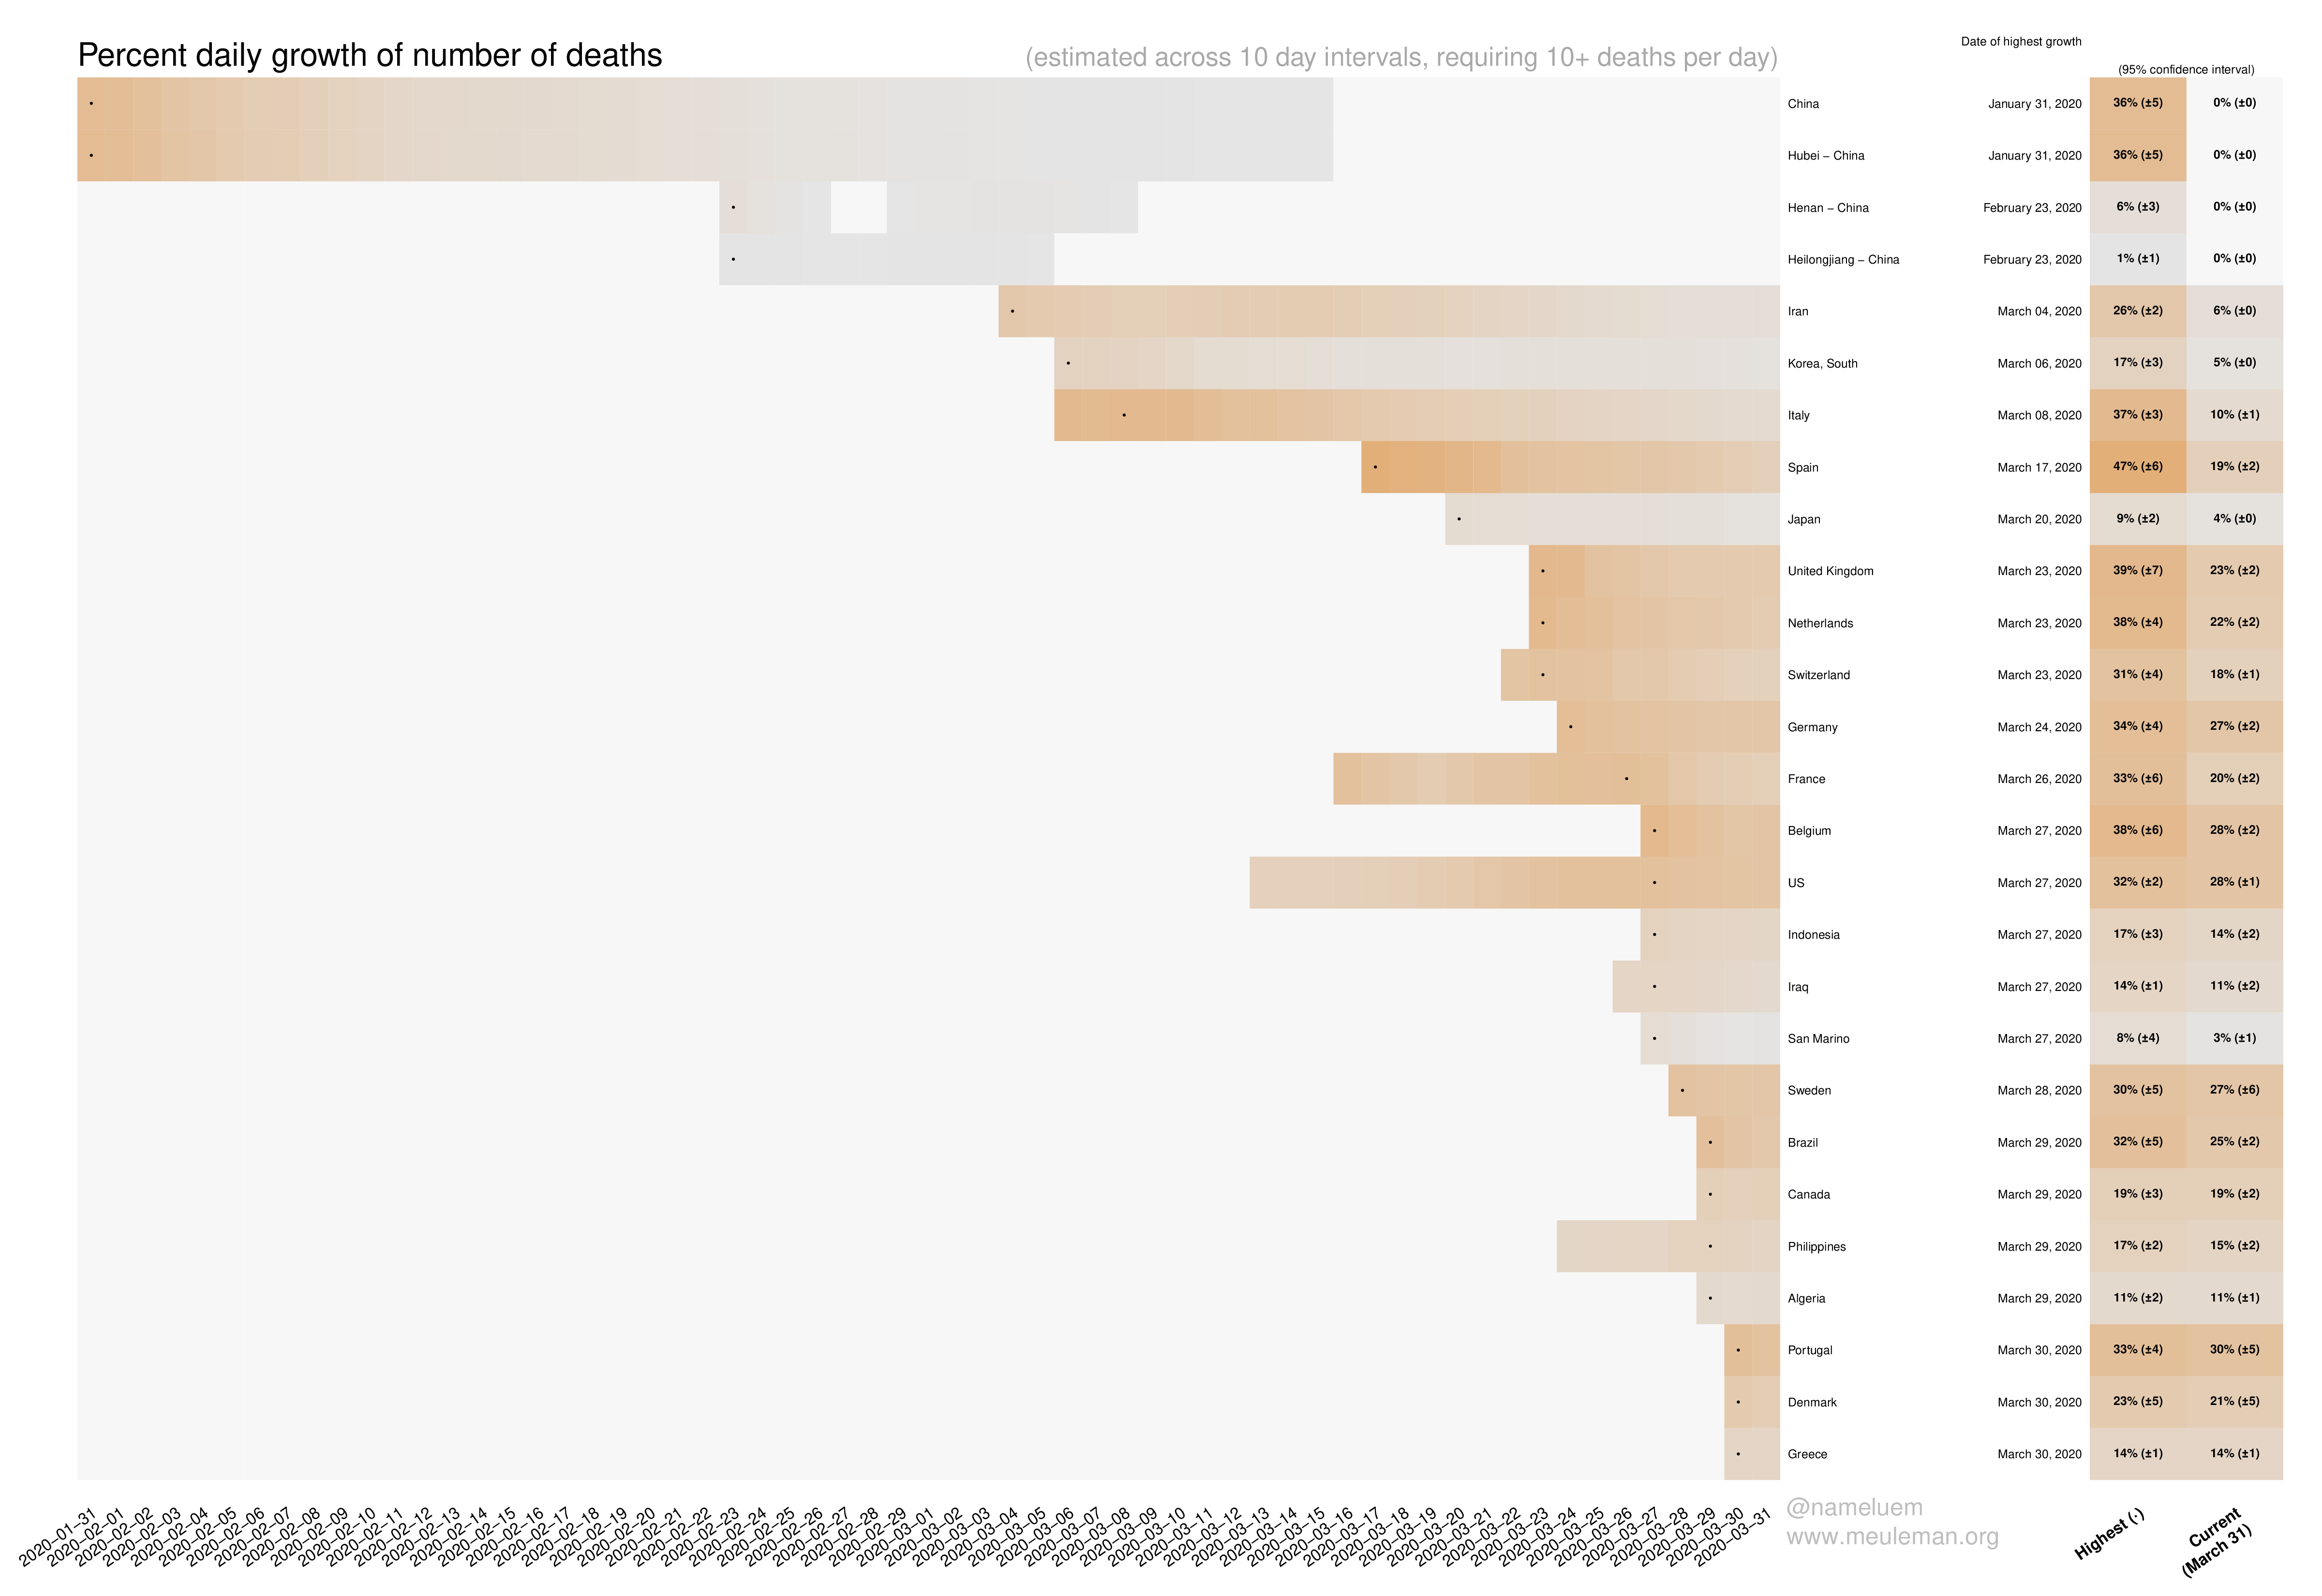 Percent daily growth of number of deaths
(estimated across 10 day intervals, requiring 10+ deaths per day)
Date of highest growth
(95% confidence interval)
China January 31, 2020 36% (±5) 0% (±0)
Hubei − China January 31, 2020 36% (±5) 0% (±0)
Henan − China February 23, 2020 6% (±3) 0% (±0)
Heilongjiang − China February 23, 2020 1% (±1) 0% (±0)
Iran March 04, 2020 26% (±2) 6% (±0)
Korea, South March 06, 2020 17% (±3) 5% (±0)
Italy March 08, 2020 37% (±3) 10% (±1)
Spain March 17, 2020 47% (±6) 19% (±2)
Japan March 20, 2020 9% (±2) 4% (±0)
United Kingdom March 23, 2020 39% (±7) 23% (±2)
Netherlands March 23, 2020 38% (±4) 22% (±2)
Switzerland March 23, 2020 31% (±4) 18% (±1)
Germany March 24, 2020 34% (±4) 27% (±2)
France March 26, 2020 33% (±6) 20% (±2)
Belgium March 27, 2020 38% (±6) 28% (±2)
US March 27, 2020 32% (±2) 28% (±1)
Indonesia March 27, 2020 17% (±3) 14% (±2)
Iraq March 27, 2020 14% (±1) 11% (±2)
San Marino March 27, 2020 8% (±4) 3% (±1)
Sweden March 28, 2020 30% (±5) 27% (±6)
Brazil March 29, 2020 32% (±5) 25% (±2)
Canada March 29, 2020 19% (±3) 19% (±2)
Philippines March 29, 2020 17% (±2) 15% (±2)
Algeria March 29, 2020 11% (±2) 11% (±1)
Portugal March 30, 2020 33% (±4) 30% (±5)
Denmark March 30, 2020 23% (±5) 21% (±5)
Greece March 30, 2020 14% (±1) 14% (±1)
2020−01−31
2020−02−01
2020−02−02
2020−02−03
2020−02−04
2020−02−05
2020−02−06
2020−02−07
2020−02−08
2020−02−09
2020−02−10
2020−02−11
2020−02−12
2020−02−13
2020−02−14
2020−02−15
2020−02−16
2020−02−17
2020−02−18
2020−02−19
2020−02−20
2020−02−21
2020−02−22
2020−02−23
2020−02−24
2020−02−25
2020−02−26
2020−02−27
2020−02−28
2020−02−29
2020−03−01
2020−03−02
2020−03−03
2020−03−04
2020−03−05
2020−03−06
2020−03−07
2020−03−08
2020−03−09
2020−03−10
2020−03−11
2020−03−12
2020−03−13
2020−03−14
2020−03−15
2020−03−16
2020−03−17
2020−03−18
2020−03−19
2020−03−20
2020−03−21
2020−03−22
2020−03−23
2020−03−24
2020−03−25
2020−03−26
2020−03−27
2020−03−28
2020−03−29
2020−03−30
2020−03−31
@nameluem
www.meuleman.org
Highest (·)
Current
(March 31)